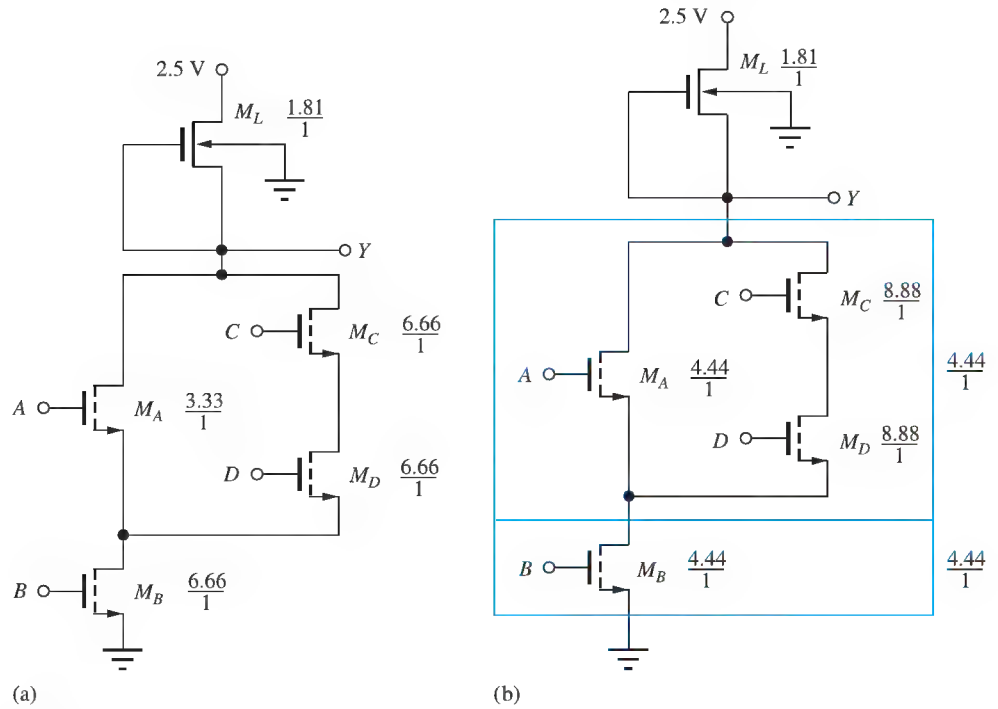 2.5 V
M_L 1.81/1
Y
C
M_C 6.66/1
A
M_A 3.33/1
D
M_D 6.66/1
B
M_B 6.66/1
(a)
2.5 V
M_L 1.81/1
Y
C
M_C 8.88/1
A
M_A 4.44/1
4.44/1
D
M_D 8.88/1
B
M_B 4.44/1
4.44/1
(b)